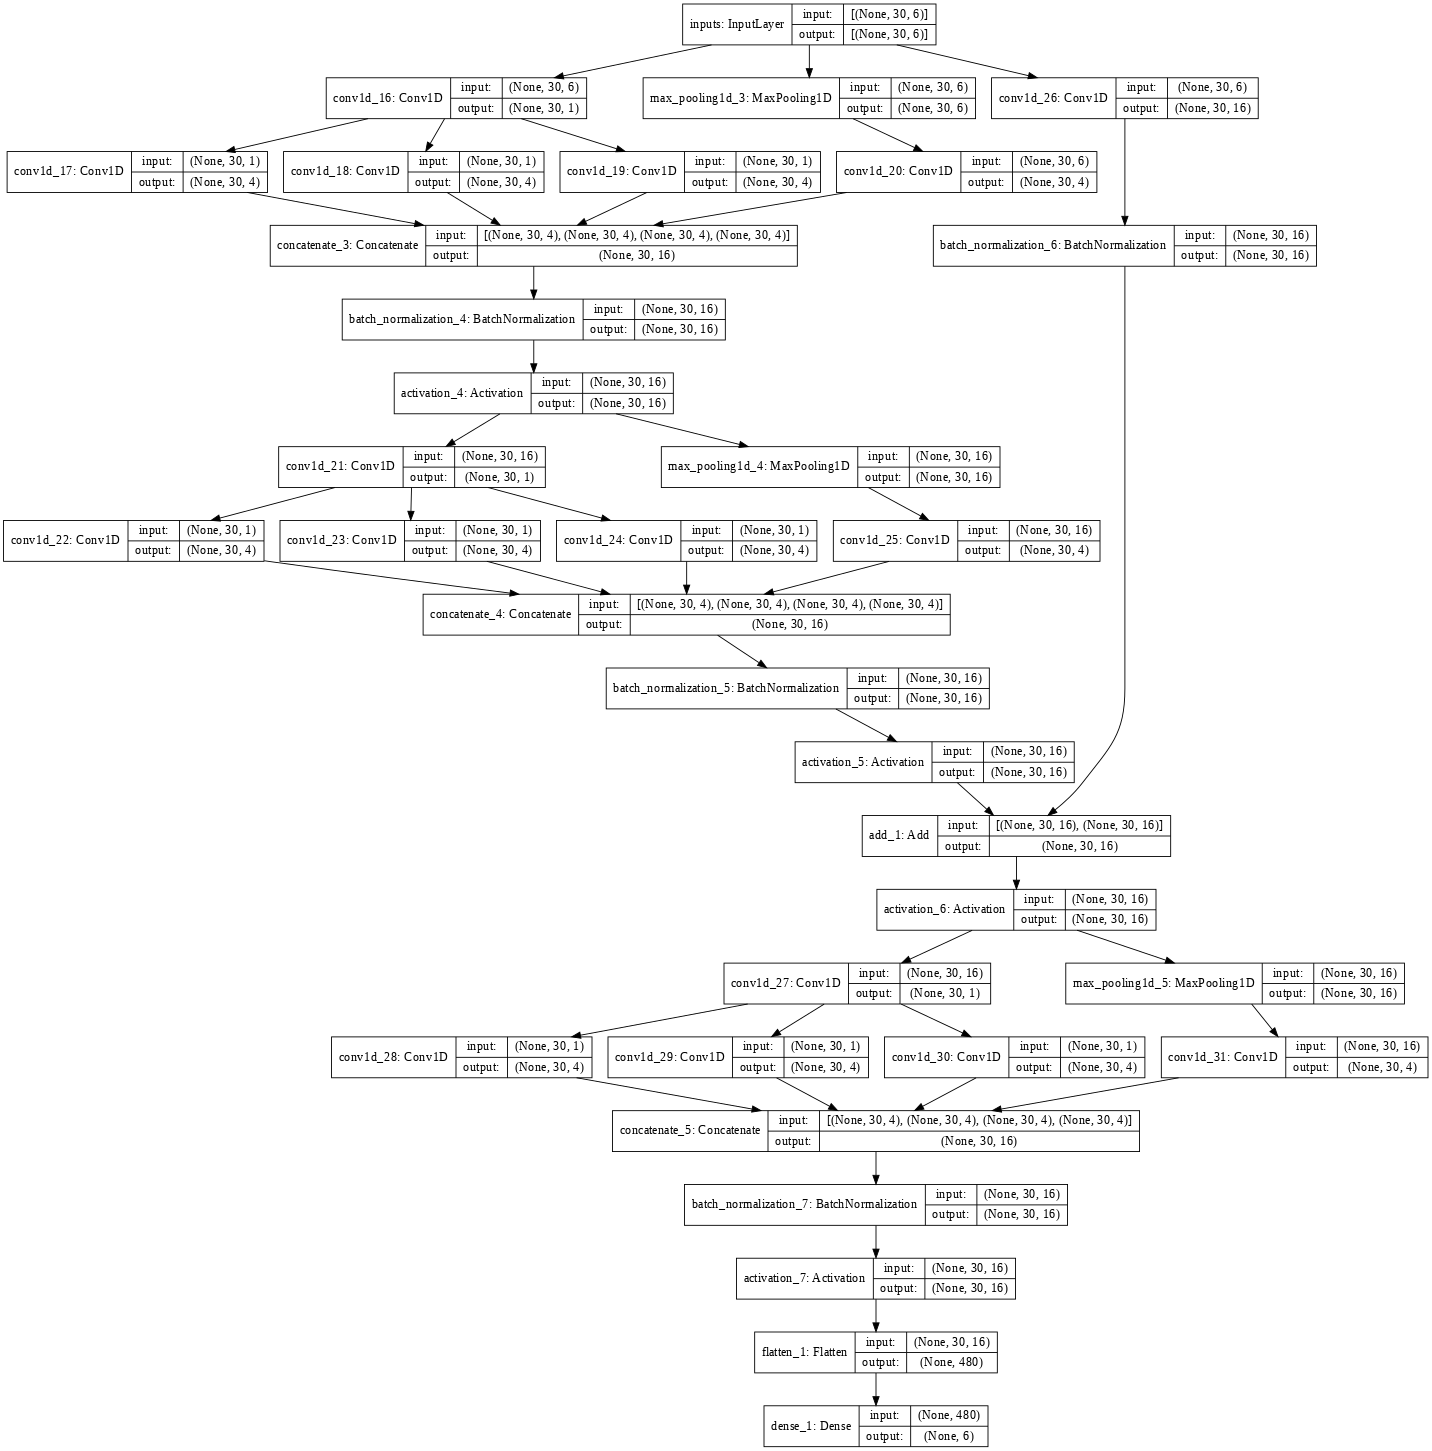 inputs: InputLayer
input: [(None, 30, 6)]
output: [(None, 30, 6)]
conv1d_16: Conv1D
input: (None, 30, 6)
output: (None, 30, 1)
max_pooling1d_3: MaxPooling1D
input: (None, 30, 6)
output: (None, 30, 6)
conv1d_26: Conv1D
input: (None, 30, 6)
output: (None, 30, 16)
conv1d_17: Conv1D
input: (None, 30, 1)
output: (None, 30, 4)
conv1d_18: Conv1D
input: (None, 30, 1)
output: (None, 30, 4)
conv1d_19: Conv1D
input: (None, 30, 1)
output: (None, 30, 4)
conv1d_20: Conv1D
input: (None, 30, 6)
output: (None, 30, 4)
concatenate_3: Concatenate
input: [(None, 30, 4), (None, 30, 4), (None, 30, 4), (None, 30, 4)]
output: (None, 30, 16)
batch_normalization_6: BatchNormalization
input: (None, 30, 16)
output: (None, 30, 16)
batch_normalization_4: BatchNormalization
input: (None, 30, 16)
output: (None, 30, 16)
activation_4: Activation
input: (None, 30, 16)
output: (None, 30, 16)
conv1d_21: Conv1D
input: (None, 30, 16)
output: (None, 30, 1)
max_pooling1d_4: MaxPooling1D
input: (None, 30, 16)
output: (None, 30, 16)
conv1d_22: Conv1D
input: (None, 30, 1)
output: (None, 30, 4)
conv1d_23: Conv1D
input: (None, 30, 1)
output: (None, 30, 4)
conv1d_24: Conv1D
input: (None, 30, 1)
output: (None, 30, 4)
conv1d_25: Conv1D
input: (None, 30, 16)
output: (None, 30, 4)
concatenate_4: Concatenate
input: [(None, 30, 4), (None, 30, 4), (None, 30, 4), (None, 30, 4)]
output: (None, 30, 16)
batch_normalization_5: BatchNormalization
input: (None, 30, 16)
output: (None, 30, 16)
activation_5: Activation
input: (None, 30, 16)
output: (None, 30, 16)
add_1: Add
input: [(None, 30, 16), (None, 30, 16)]
output: (None, 30, 16)
activation_6: Activation
input: (None, 30, 16)
output: (None, 30, 16)
conv1d_27: Conv1D
input: (None, 30, 16)
output: (None, 30, 1)
max_pooling1d_5: MaxPooling1D
input: (None, 30, 16)
output: (None, 30, 16)
conv1d_28: Conv1D
input: (None, 30, 1)
output: (None, 30, 4)
conv1d_29: Conv1D
input: (None, 30, 1)
output: (None, 30, 4)
conv1d_30: Conv1D
input: (None, 30, 1)
output: (None, 30, 4)
conv1d_31: Conv1D
input: (None, 30, 16)
output: (None, 30, 4)
concatenate_5: Concatenate
input: [(None, 30, 4), (None, 30, 4), (None, 30, 4), (None, 30, 4)]
output: (None, 30, 16)
batch_normalization_7: BatchNormalization
input: (None, 30, 16)
output: (None, 30, 16)
activation_7: Activation
input: (None, 30, 16)
output: (None, 30, 16)
flatten_1: Flatten
input: (None, 30, 16)
output: (None, 480)
dense_1: Dense
input: (None, 480)
output: (None, 6)